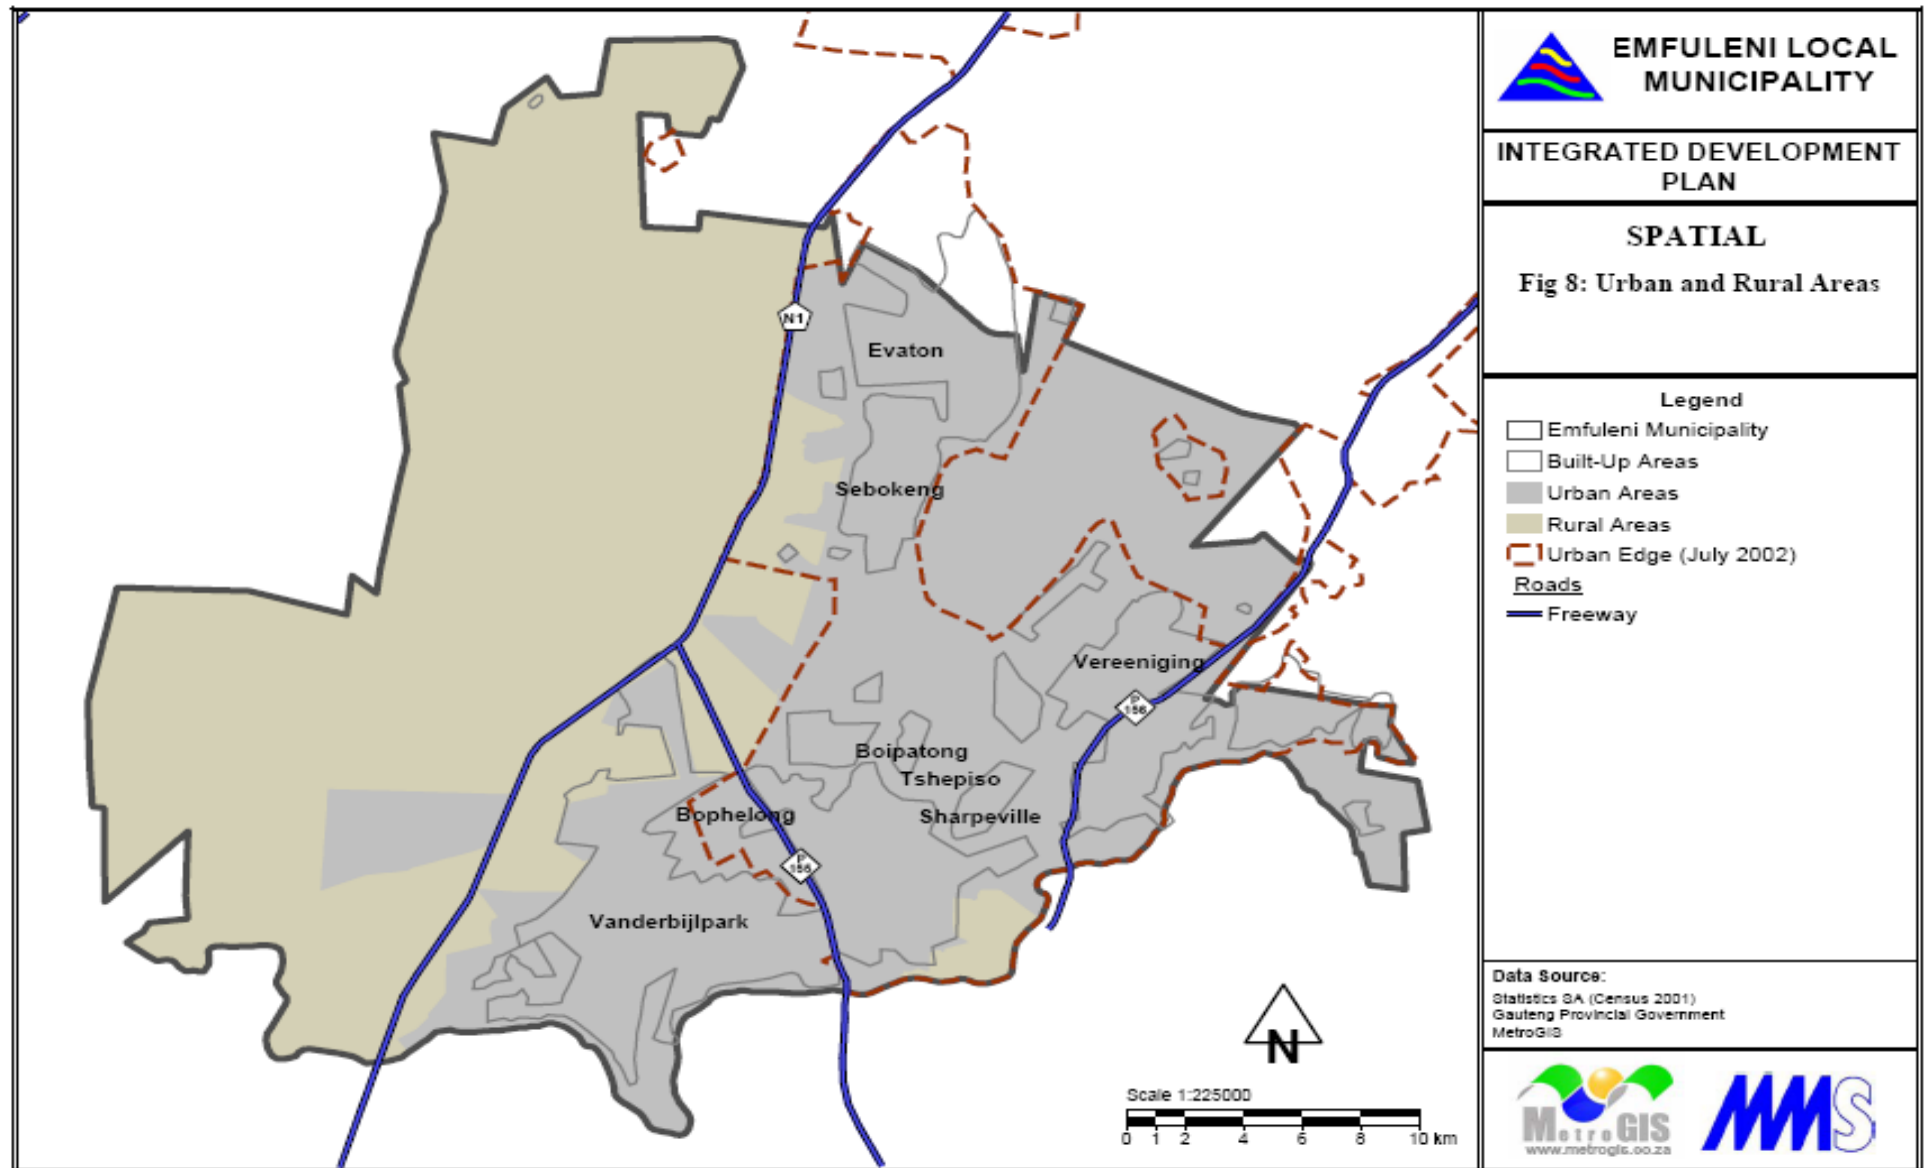 EMFULENI LOCAL
MUNICIPALITY
INTEGRATED DEVELOPMENT
PLAN
SPATIAL
Fig 8: Urban and Rural Areas
Legend
Emfuleni Municipality
Built-Up Areas
Urban Areas
Rural Areas
Urban Edge (July 2002)
Roads
Freeway
N1
Evaton
Sebokeng
Vereeniging
P
156
Boipatong
Tshepiso
Bophelong
Sharpeville
P
155
Vanderbijlpark
N
Scale 1:225000
0 1 2 4 6 8 10 km
Data Source:
Statistics SA (Census 2001)
Gauteng Provincial Government
MetroGIS
MetroGIS
www.metrogis.co.za
MMS